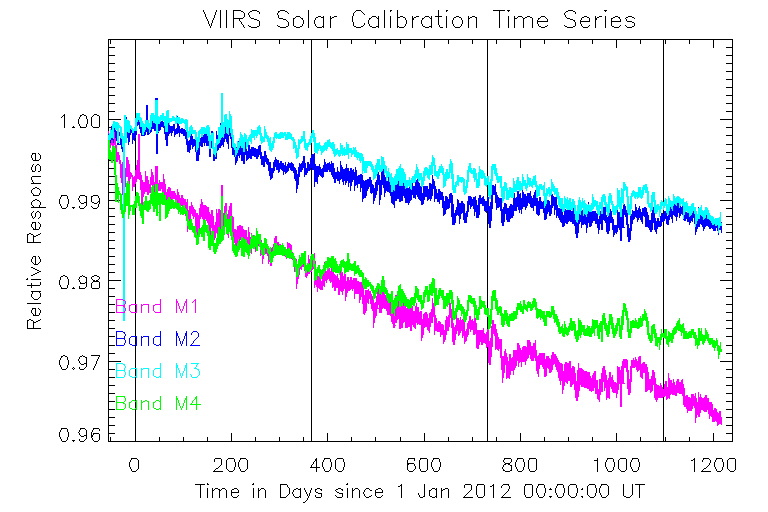 VIIRS Solar Calibration Time Series
Relative Response
1.00
0.99
0.98
0.97
0.96
Band M1
Band M2
Band M3
Band M4
0 200 400 600 800 1000 1200
Time in Days since 1 Jan 2012 00:00:00 UT